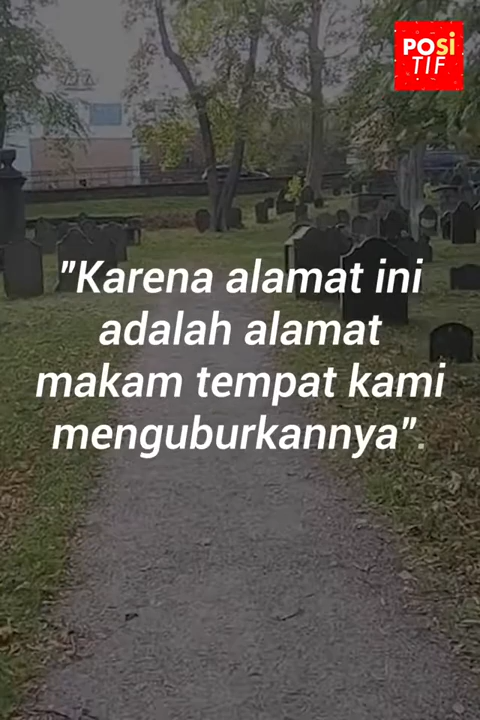 POSi
TIF
"Karena alamat ini
adalah alamat
makam tempat kami
menguburkannya".